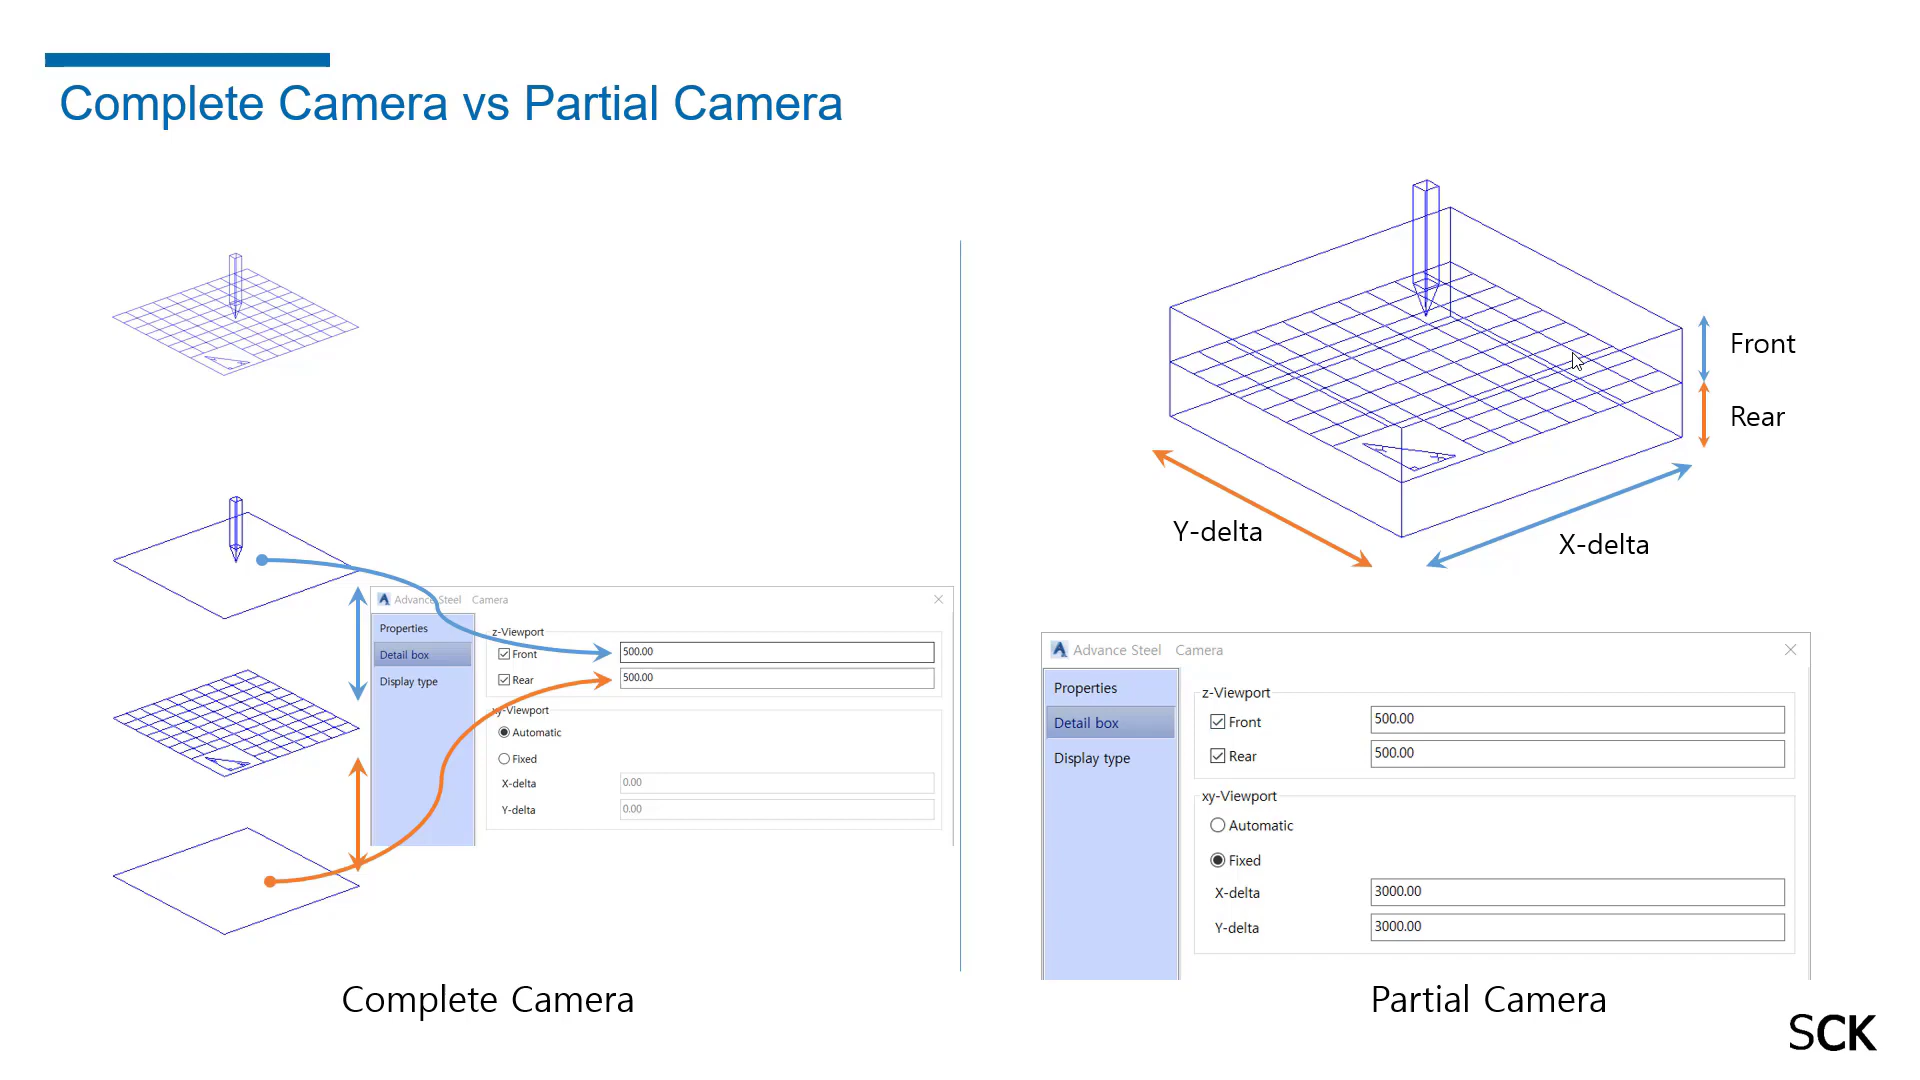 Complete Camera vs Partial Camera
Advance Steel Camera
Properties
Detail box
Display type
z-Viewport
Front 500.00
Rear 500.00
xy-Viewport
Automatic
Fixed
X-delta 0.00
Y-delta 0.00
Complete Camera
Front
Rear
Y-delta
X-delta
Advance Steel Camera
Properties
Detail box
Display type
z-Viewport
Front 500.00
Rear 500.00
xy-Viewport
Automatic
Fixed
X-delta 3000.00
Y-delta 3000.00
Partial Camera
SCK